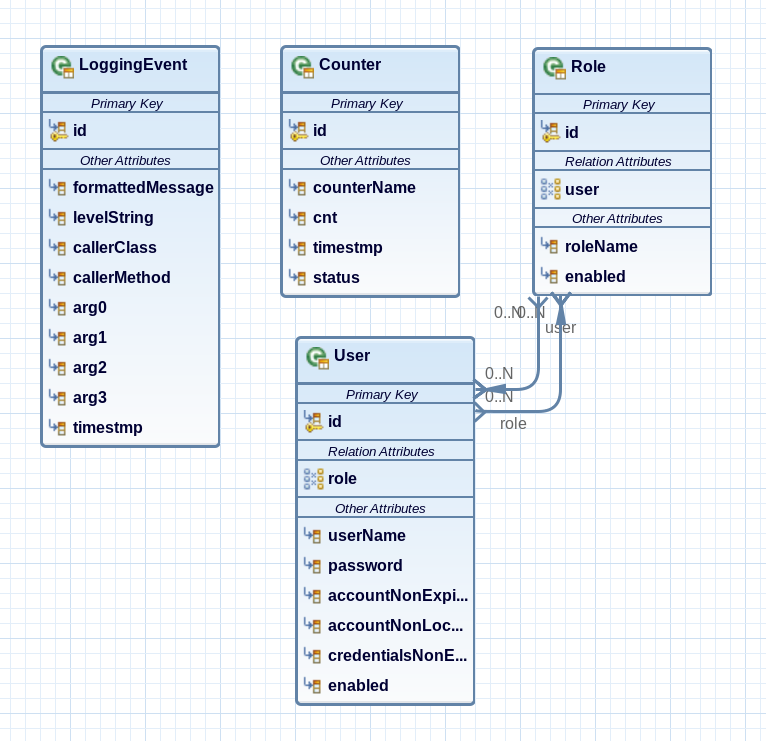 LoggingEvent
Primary Key
id
Other Attributes
formattedMessage
levelString
callerClass
callerMethod
arg0
arg1
arg2
arg3
timestmp
Counter
Primary Key
id
Other Attributes
counterName
cnt
timestmp
status
Role
Primary Key
id
Relation Attributes
user
Other Attributes
roleName
enabled
0..N
0..N
user
0..N
0..N
role
User
Primary Key
id
Relation Attributes
role
Other Attributes
userName
password
accountNonExpi...
accountNonLoc...
credentialsNonE...
enabled